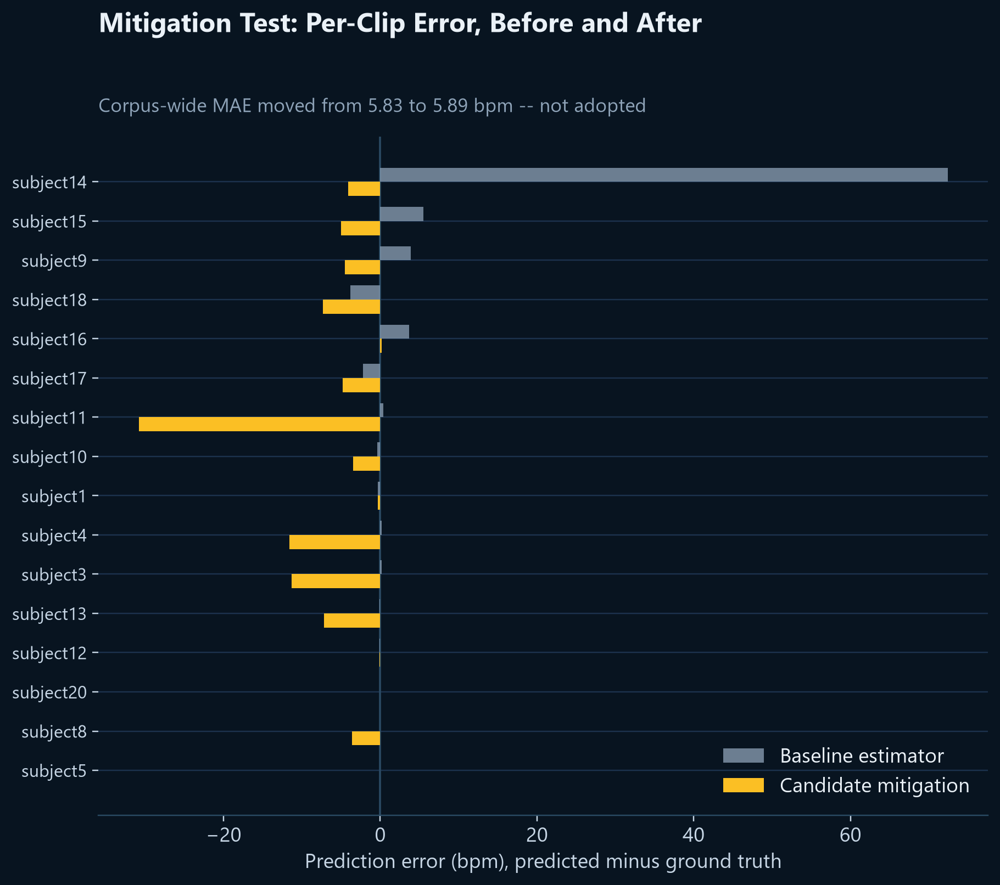 Mitigation Test: Per-Clip Error, Before and After
Corpus-wide MAE moved from 5.83 to 5.89 bpm -- not adopted
subject14
subject15
subject9
subject18
subject16
subject17
subject11
subject10
subject1
subject4
subject3
subject13
subject12
subject20
subject8
subject5
Baseline estimator
Candidate mitigation
−20 0 20 40 60
Prediction error (bpm), predicted minus ground truth